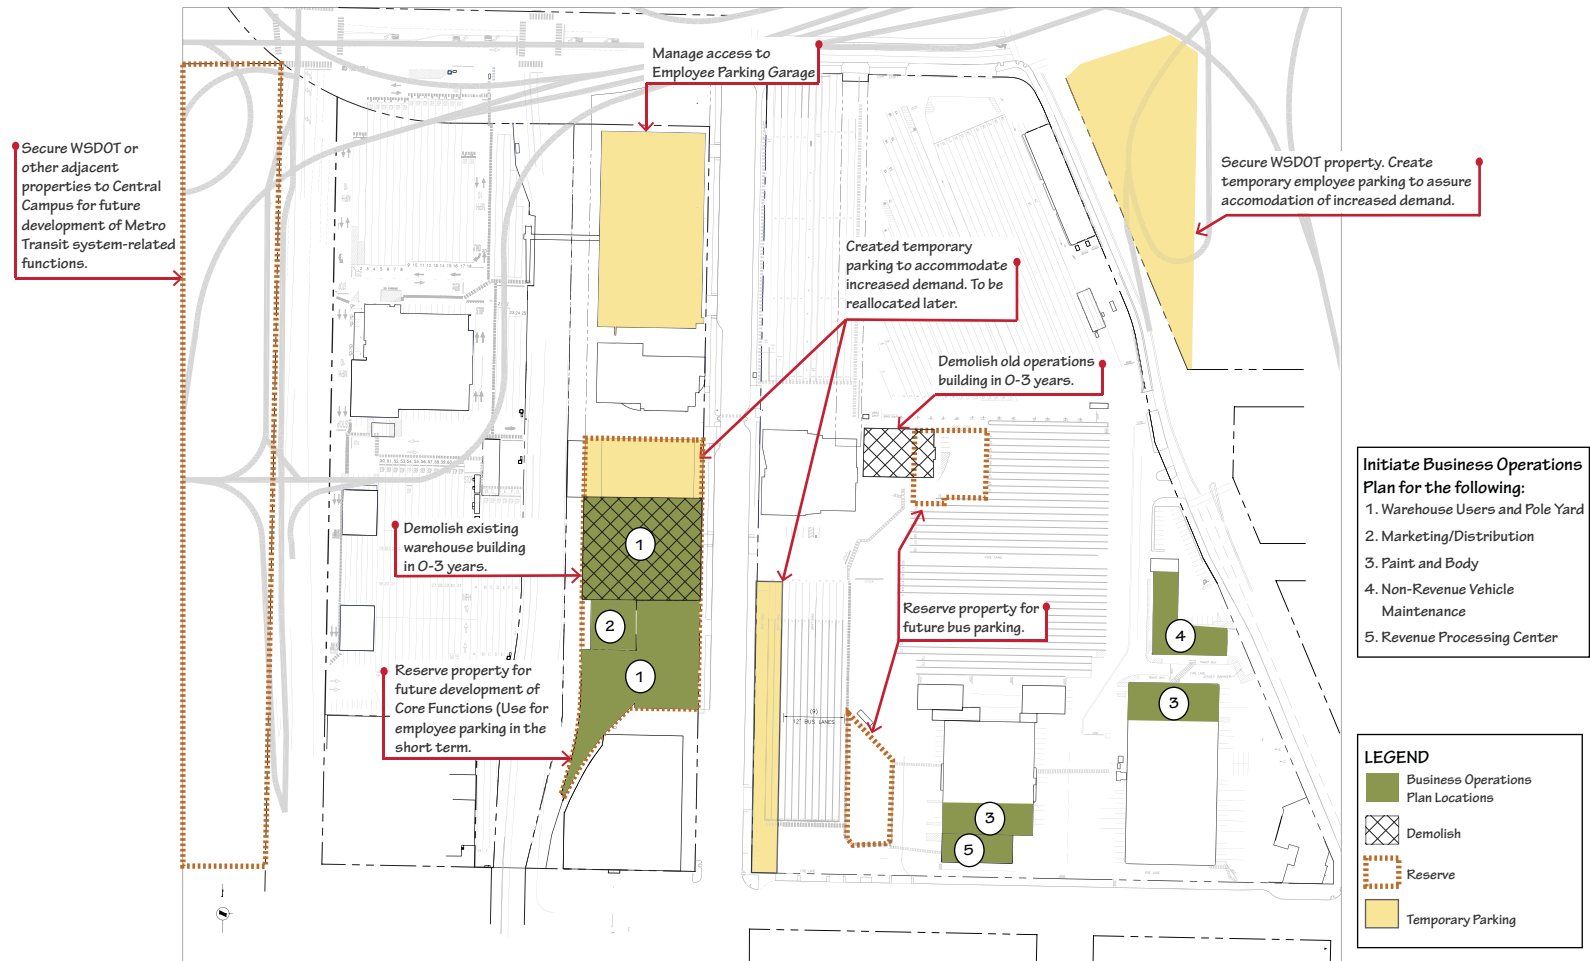 Manage access to
Employee Parking Garage
Secure WSDOT or
other adjacent
properties to Central
Campus for future
development of Metro
Transit system-related
functions.
Secure WSDOT property. Create
temporary employee parking to assure
accomodation of increased demand.
Created temporary
parking to accommodate
increased demand. To be
reallocated later.
Demolish old operations
building in 0-3 years.
Demolish existing
warehouse building
in 0-3 years.
1
2
1
Reserve property for
future bus parking.
Reserve property for
future development of
Core Functions (Use for
employee parking in the
short term.
(9)
12' BUS LANES
4
3
3
5
Initiate Business Operations
Plan for the following:
1. Warehouse Users and Pole Yard
2. Marketing/Distribution
3. Paint and Body
4. Non-Revenue Vehicle
Maintenance
5. Revenue Processing Center
LEGEND
Business Operations
Plan Locations
Demolish
Reserve
Temporary Parking